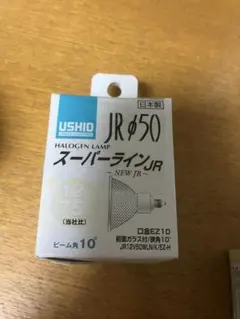 USHIO
JRφ50
日本製
HALOGEN LAMP
スーパーラインJR
～NEW JR～
(当社比)
ビーム角10°
口金EZ10
前面ガラス付/狭角10°
JR12V50WLN/K/EZ-H